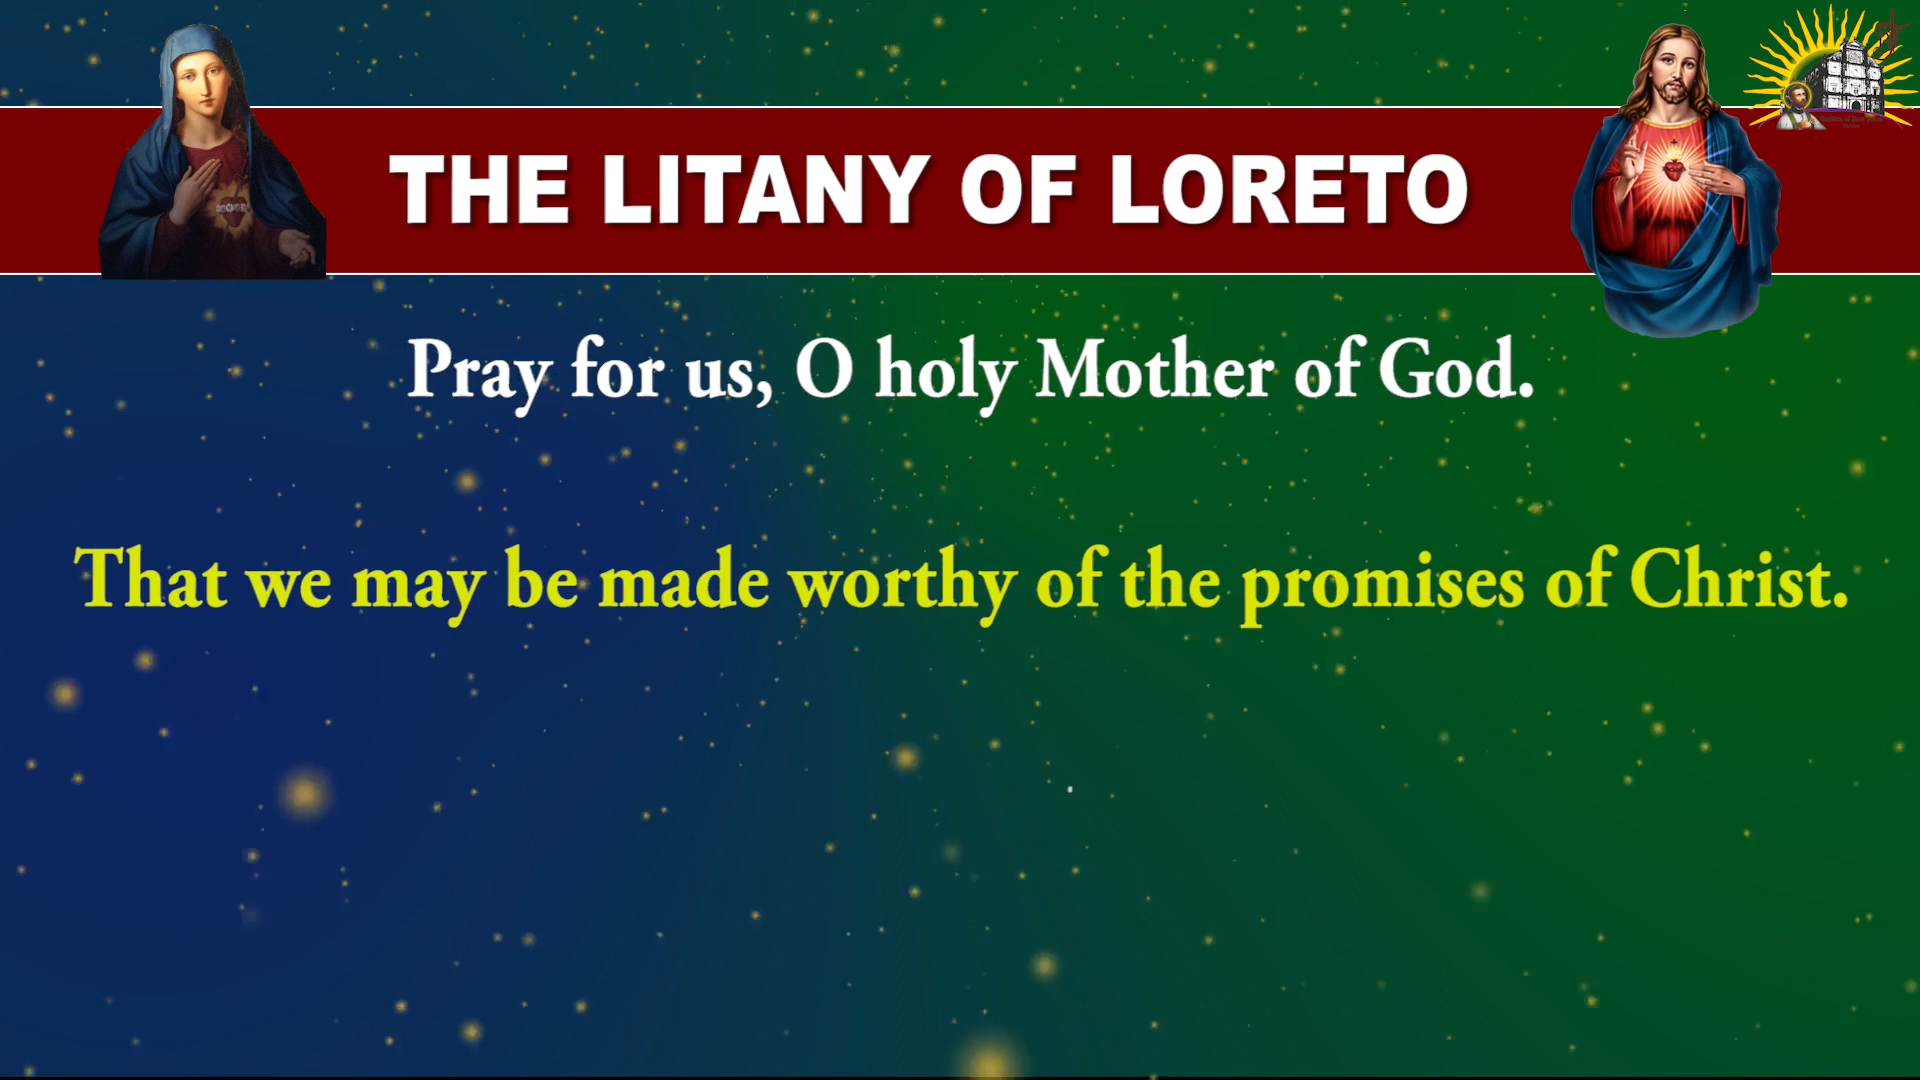 THE LITANY OF LORETO
Pray for us, O holy Mother of God.
That we may be made worthy of the promises of Christ.